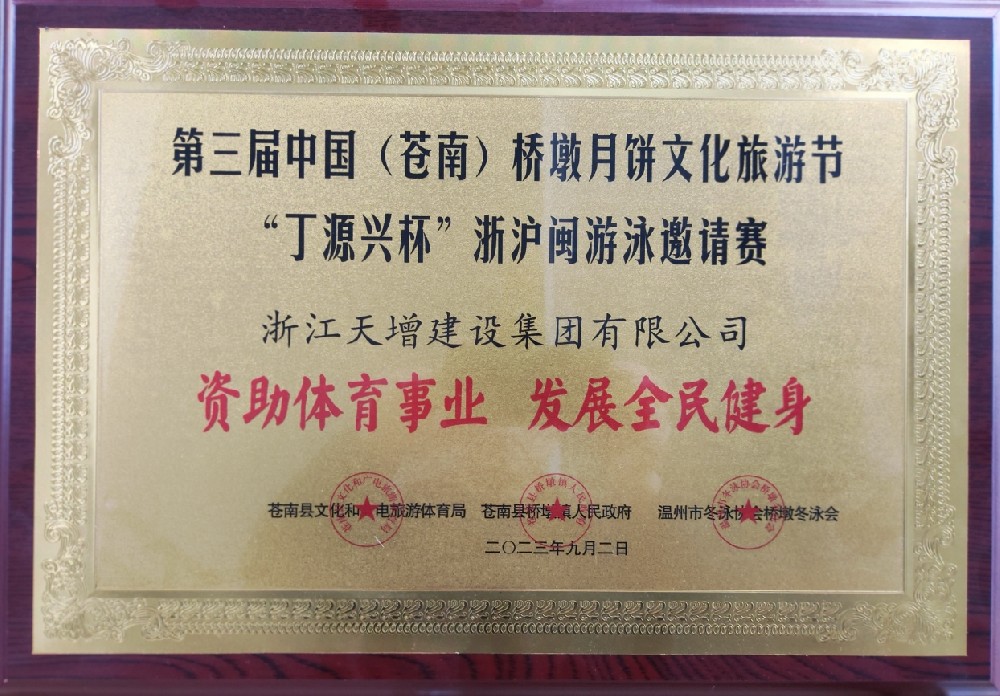 第三届中国（苍南）桥墩月饼文化旅游节
“丁源兴杯”浙沪闽游泳邀请赛
浙江天增建设集团有限公司
资助体育事业 发展全民健身
苍南县文化和广电旅游体育局 苍南县桥墩镇人民政府 温州市冬泳协会桥墩冬泳会
二〇二三年九月二日